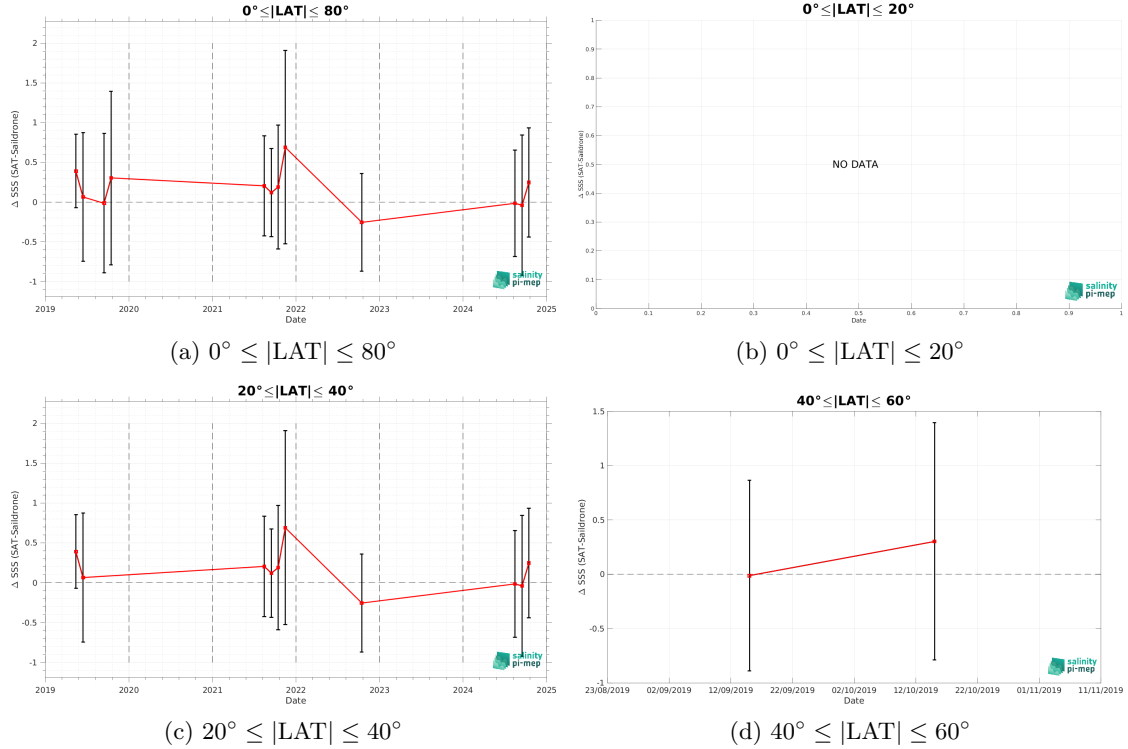 0°≤|LAT|≤ 80°
Δ SSS (SAT-Saildrone)
2
1.5
1
0.5
0
-0.5
-1
2019
2020
2021
2022
2023
2024
2025
Date
salinity
pi-mep
(a) 0° ≤ |LAT| ≤ 80°
0°≤|LAT|≤ 20°
Δ SSS (SAT-Saildrone)
1
0.9
0.8
0.7
0.6
0.5
0.4
0.3
0.2
0.1
0
NO DATA
0
0.1
0.2
0.3
0.4
0.5
0.6
0.7
0.8
0.9
1
Date
salinity
pi-mep
(b) 0° ≤ |LAT| ≤ 20°
20°≤|LAT|≤ 40°
Δ SSS (SAT-Saildrone)
2
1.5
1
0.5
0
-0.5
-1
2019
2020
2021
2022
2023
2024
2025
Date
salinity
pi-mep
(c) 20° ≤ |LAT| ≤ 40°
40°≤|LAT|≤ 60°
Δ SSS (SAT-Saildrone)
1.5
1
0.5
0
-0.5
-1
23/08/2019
02/09/2019
12/09/2019
22/09/2019
02/10/2019
12/10/2019
22/10/2019
01/11/2019
11/11/2019
Date
salinity
pi-mep
(d) 40° ≤ |LAT| ≤ 60°